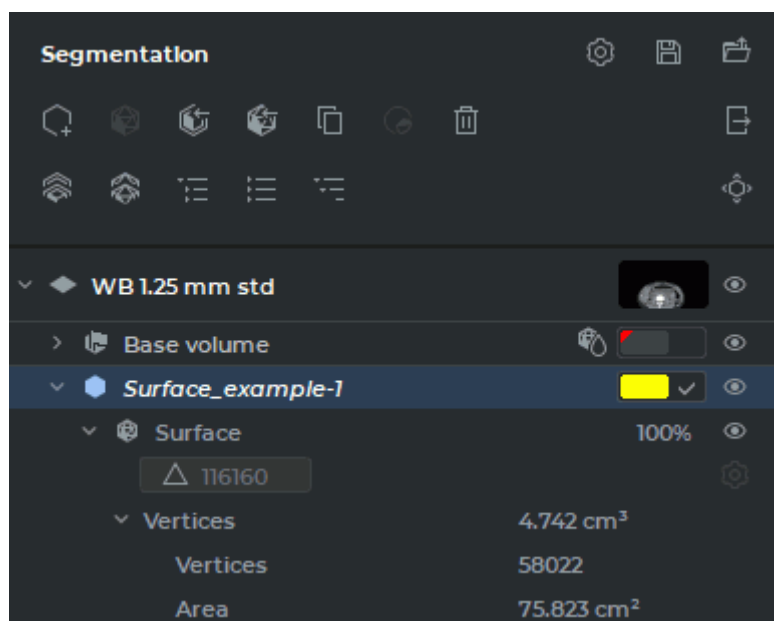 Segmentation
WB 1.25 mm std
Base volume
Surface_example-1
Surface 100%
116160
Vertices 4.742 cm³
Vertices 58022
Area 75.823 cm²